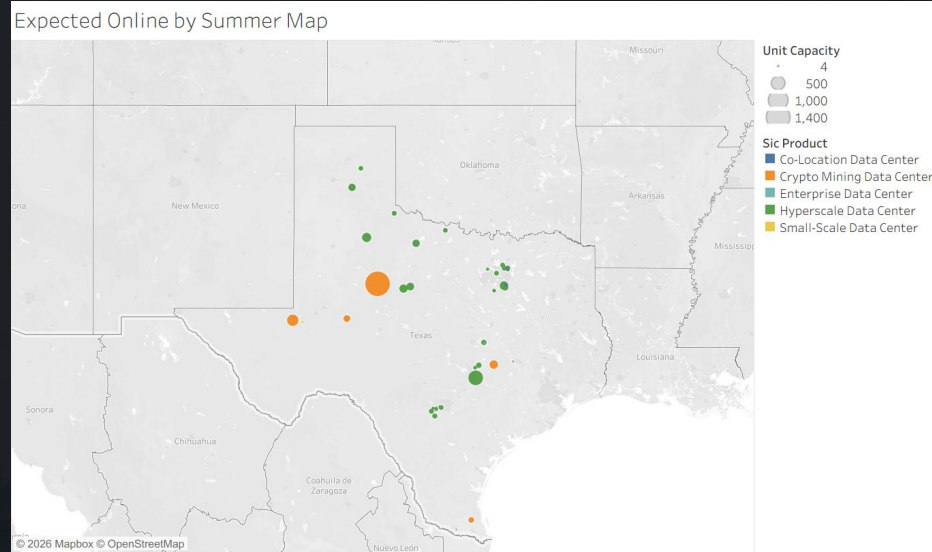 Expected Online by Summer Map
Missouri
Oklahoma
ona
New Mexico
Arkansas
Mississipp
Texas
Louisiana
Sonora
Chihuahua
Coahuila de
Zaragoza
Nuevo León
© 2026 Mapbox © OpenStreetMap
Unit Capacity
4
500
1,000
1,400
Sic Product
Co-Location Data Center
Crypto Mining Data Center
Enterprise Data Center
Hyperscale Data Center
Small-Scale Data Center